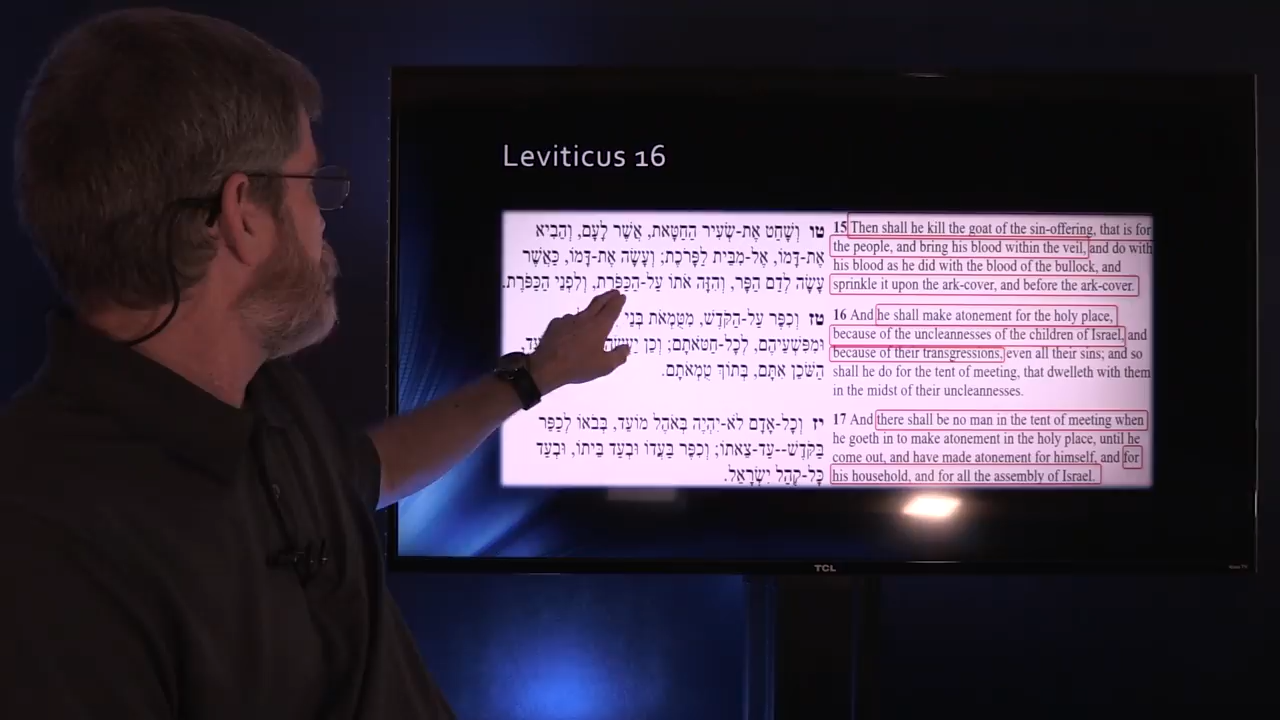 Leviticus 16
טו וְשָׁחַט אֶת-שְׂעִיר הַחַטָּאת, אֲשֶׁר לָעָם, וְהֵבִיא
אֶת-דָּמוֹ, אֶל-מִבֵּית לַפָּרֹכֶת; וְעָשָׂה אֶת-דָּמוֹ, כַּאֲשֶׁר
עָשָׂה לְדַם הַפָּר, וְהִזָּה אֹתוֹ עַל-הַכַּפֹּרֶת, וְלִפְנֵי הַכַּפֹּרֶת.
15 Then shall he kill the goat of the sin-offering, that is for
the people, and bring his blood within the veil, and do with
his blood as he did with the blood of the bullock, and
sprinkle it upon the ark-cover, and before the ark-cover.
טז וְכִפֶּר עַל-הַקֹּדֶשׁ, מִטֻּמְאֹת בְּנֵי
וּמִפִּשְׁעֵיהֶם, לְכָל-חַטֹּאתָם; וְכֵן
הַשֹּׁכֵן אִתָּם, בְּתוֹךְ טֻמְאֹתָם.
16 And he shall make atonement for the holy place,
because of the uncleannesses of the children of Israel, and
because of their transgressions, even all their sins; and so
shall he do for the tent of meeting, that dwelleth with them
in the midst of their uncleannesses.
יז וְכָל-אָדָם לֹא-יִהְיֶה בְּאֹהֶל מוֹעֵד, בְּבֹאוֹ לְכַפֵּר
בַּקֹּדֶשׁ--עַד-צֵאתוֹ; וְכִפֶּר בַּעֲדוֹ וּבְעַד בֵּיתוֹ, וּבְעַד
כָּל-קְהַל יִשְׂרָאֵל.
17 And there shall be no man in the tent of meeting when
he goeth in to make atonement in the holy place, until he
come out, and have made atonement for himself, and for
his household, and for all the assembly of Israel.
TCL